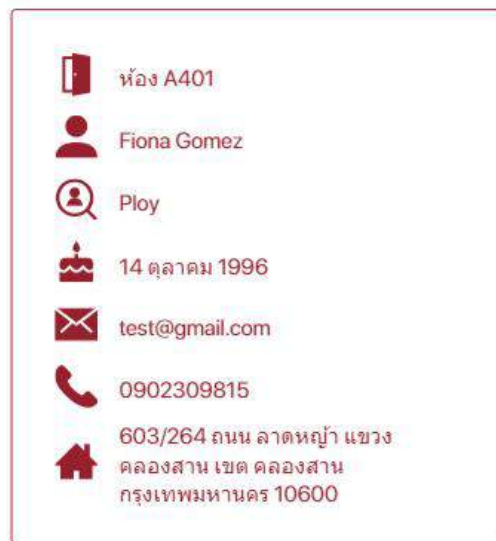 ห้อง A401
Fiona Gomez
Ploy
14 ตุลาคม 1996
test@gmail.com
0902309815
603/264 ถนน ลาดหญ้า แขวง
คลองสาน เขต คลองสาน
กรุงเทพมหานคร 10600